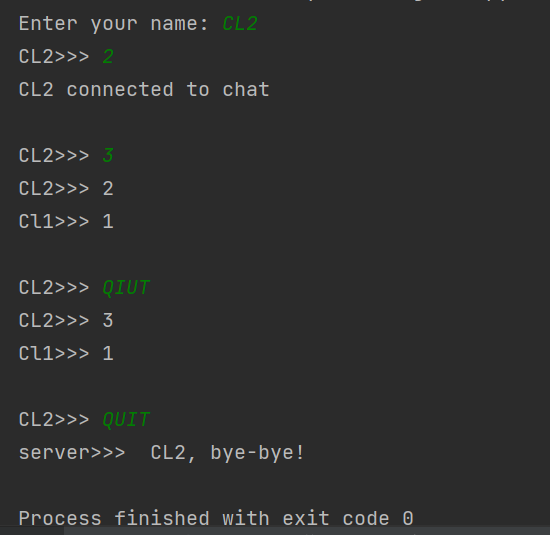 Enter your name: CL2
CL2>>> 2
CL2 connected to chat
CL2>>> 3
CL2>>> 2
Cl1>>> 1
CL2>>> QIUT
CL2>>> 3
Cl1>>> 1
CL2>>> QUIT
server>>>  CL2, bye-bye!
Process finished with exit code 0